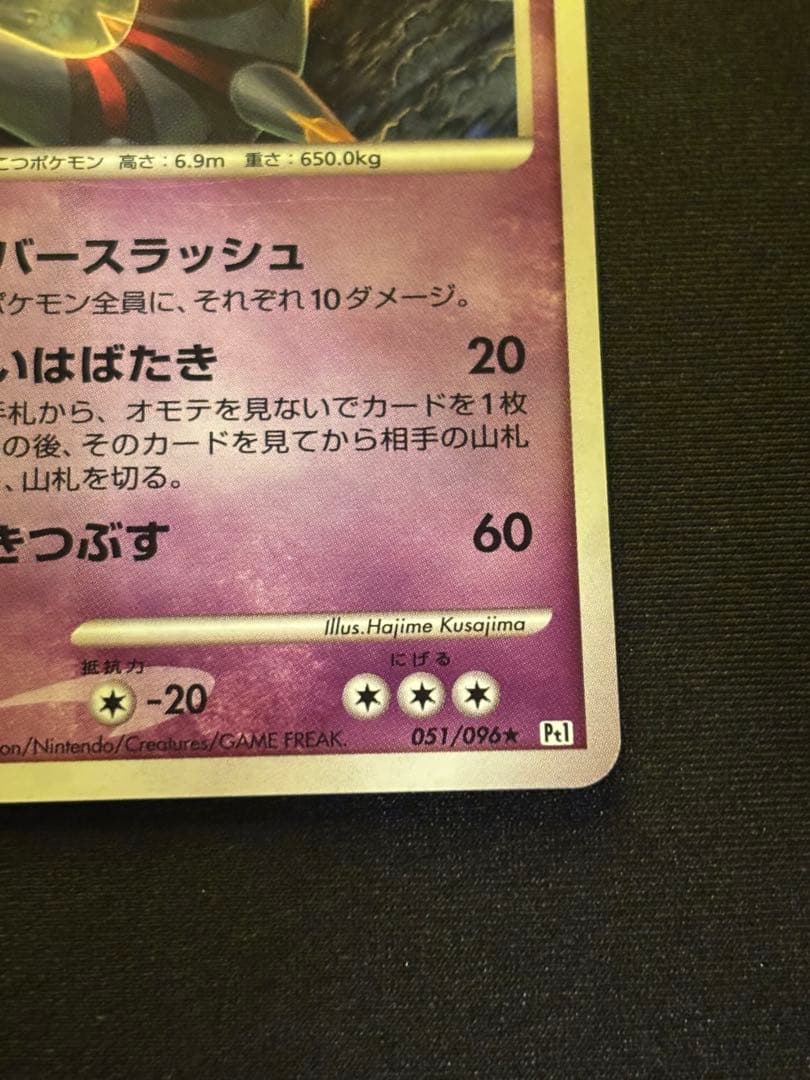 こつポケモン 高さ：6.9m 重さ：650.0kg
バースラッシュ
ポケモン全員に、それぞれ10ダメージ。
いはばたき 20
手札から、オモテを見ないでカードを1枚
の後、そのカードを見てから相手の山札
、山札を切る。
きつぶす 60
Illus.Hajime Kusajima
抵抗力 にげる
-20
on/Nintendo/Creatures/GAME FREAK. 051/096★ Pt1